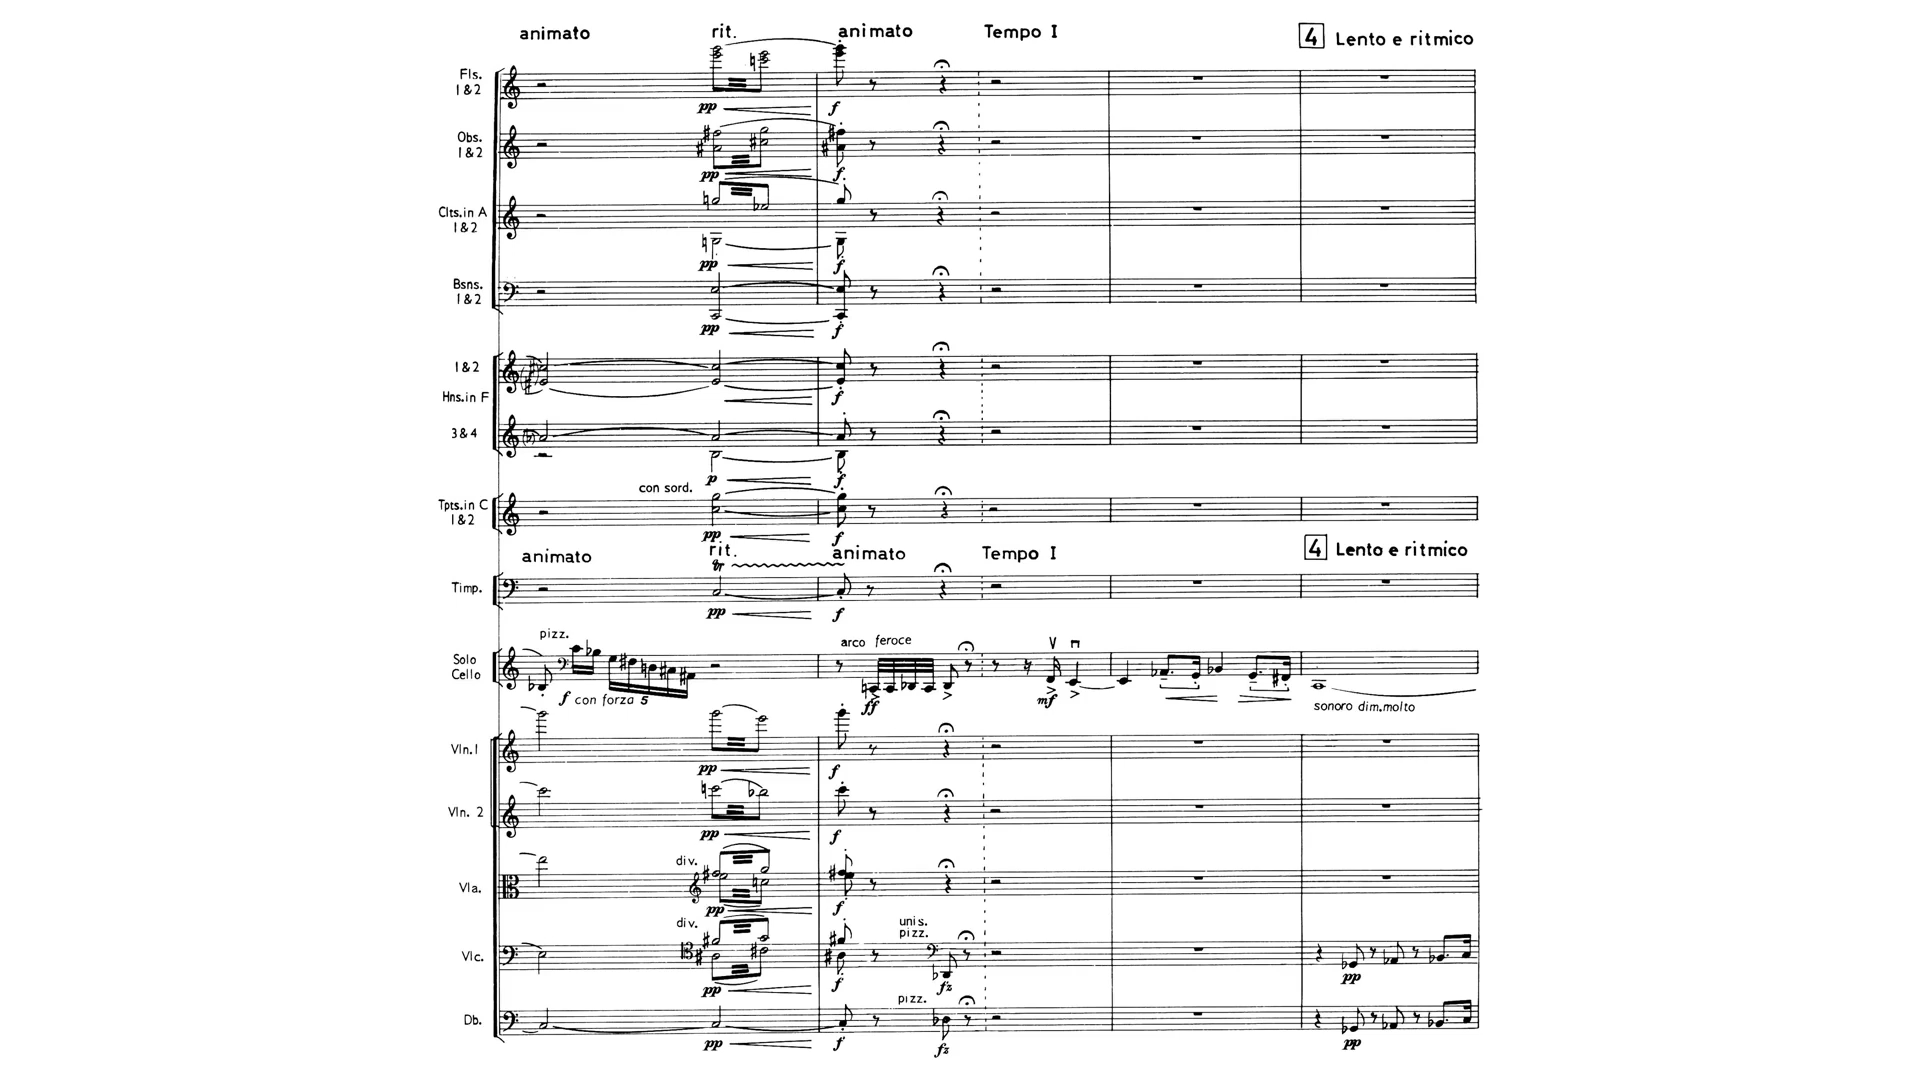 animato rit. animato Tempo I 4 Lento e ritmico
Fls.
1&2
pp f
Obs.
1&2
pp f
Clts.in A
1&2
pp f
Bsns.
1&2
pp f
1&2
Hns.in F
f
3&4
p f
con sord.
Tpts.in C
1&2
pp f
animato rit. animato Tempo I 4 Lento e ritmico
tr
Timp.
pp f
pizz. arco feroce
Solo
Cello
f con forza 5 ff mf sonoro dim.molto
Vln.1
pp f
Vln. 2
pp f
div.
Vla.
pp f
div. unis.
pizz.
Vlc.
pp f fz pp
pizz.
Db.
pp f fz pp